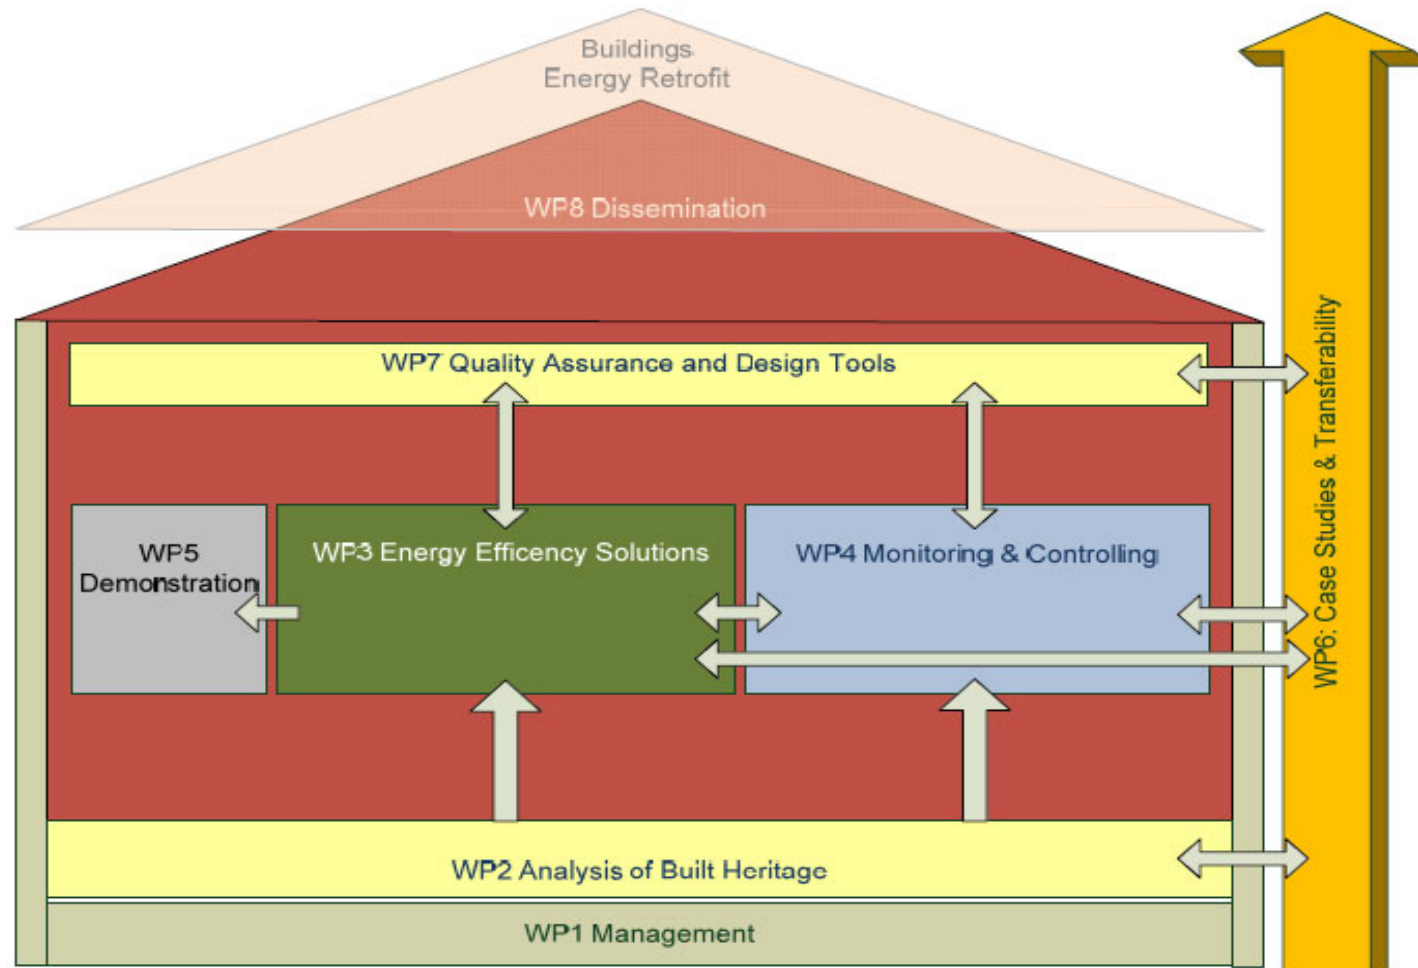 Buildings
Energy Retrofit
WP8 Dissemination
WP7 Quality Assurance and Design Tools
WP5
Demonstration
WP3 Energy Efficency Solutions
WP4 Monitoring & Controlling
WP6: Case Studies & Transferability
WP2 Analysis of Built Heritage
WP1 Management